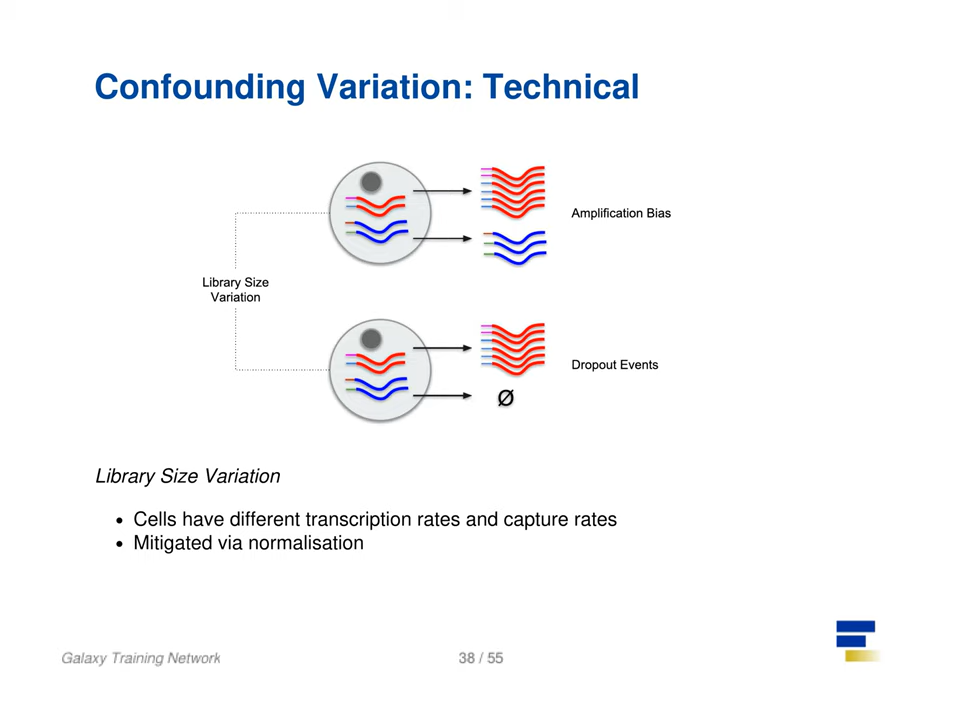 Confounding Variation: Technical
Amplification Bias
Library Size
Variation
Dropout Events
Ø
Library Size Variation
• Cells have different transcription rates and capture rates
• Mitigated via normalisation
Galaxy Training Network
38 / 55